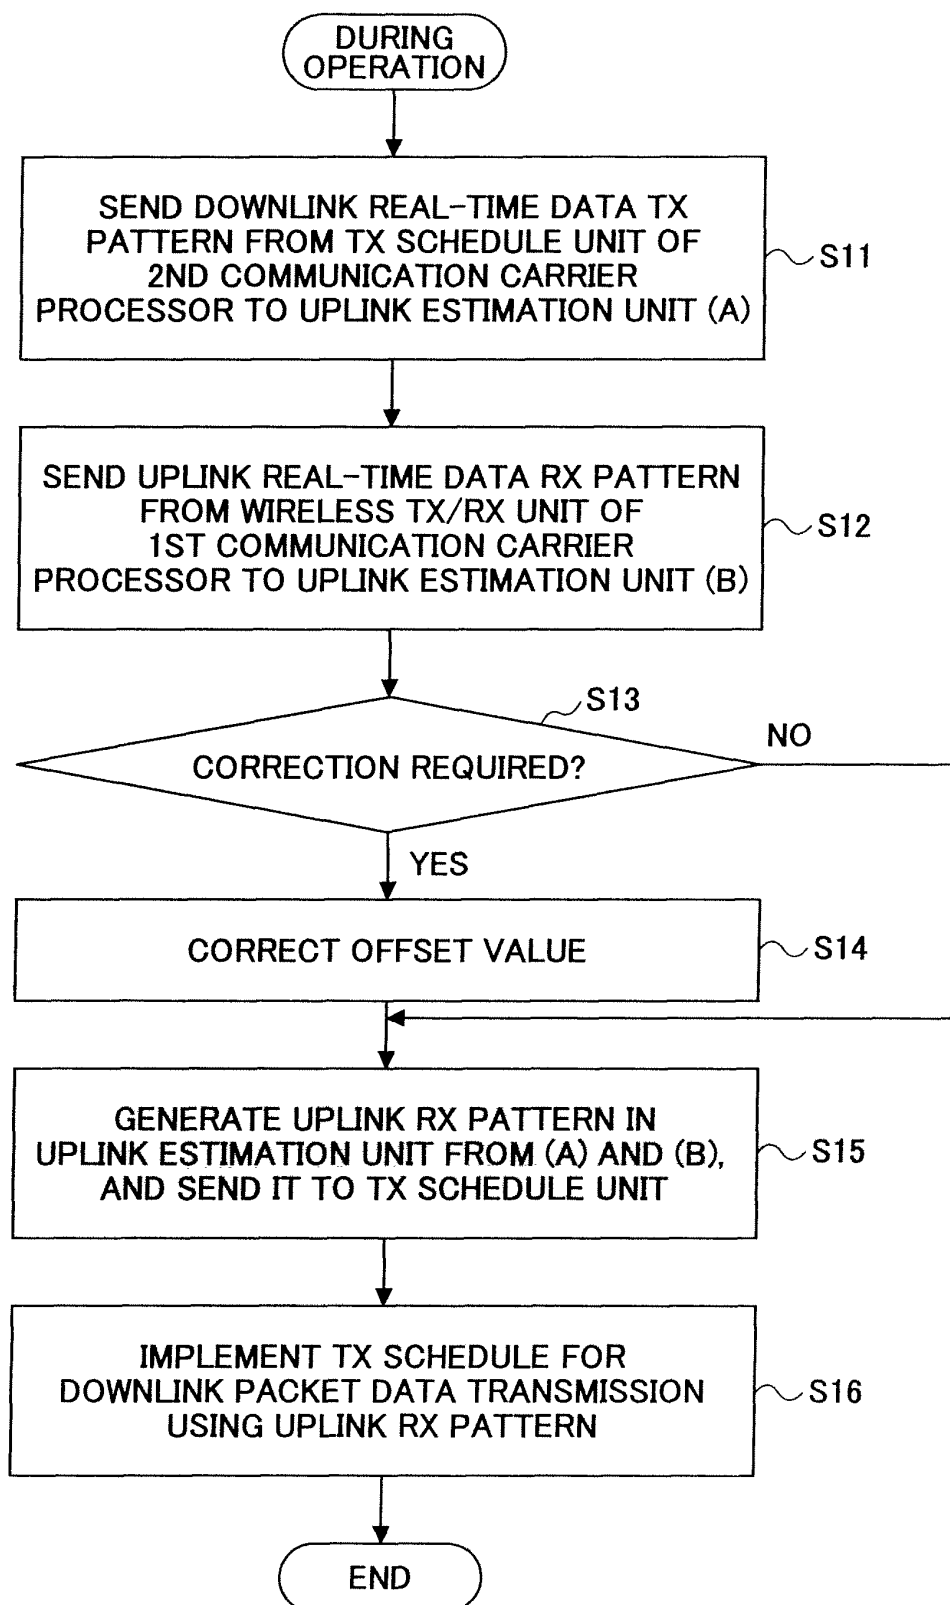 DURING
OPERATION
SEND DOWNLINK REAL-TIME DATA TX
PATTERN FROM TX SCHEDULE UNIT OF
2ND COMMUNICATION CARRIER
PROCESSOR TO UPLINK ESTIMATION UNIT (A)
S11
SEND UPLINK REAL-TIME DATA RX PATTERN
FROM WIRELESS TX/RX UNIT OF
1ST COMMUNICATION CARRIER
PROCESSOR TO UPLINK ESTIMATION UNIT (B)
S12
S13
NO
CORRECTION REQUIRED?
YES
CORRECT OFFSET VALUE
S14
GENERATE UPLINK RX PATTERN IN
UPLINK ESTIMATION UNIT FROM (A) AND (B),
AND SEND IT TO TX SCHEDULE UNIT
S15
IMPLEMENT TX SCHEDULE FOR
DOWNLINK PACKET DATA TRANSMISSION
USING UPLINK RX PATTERN
S16
END